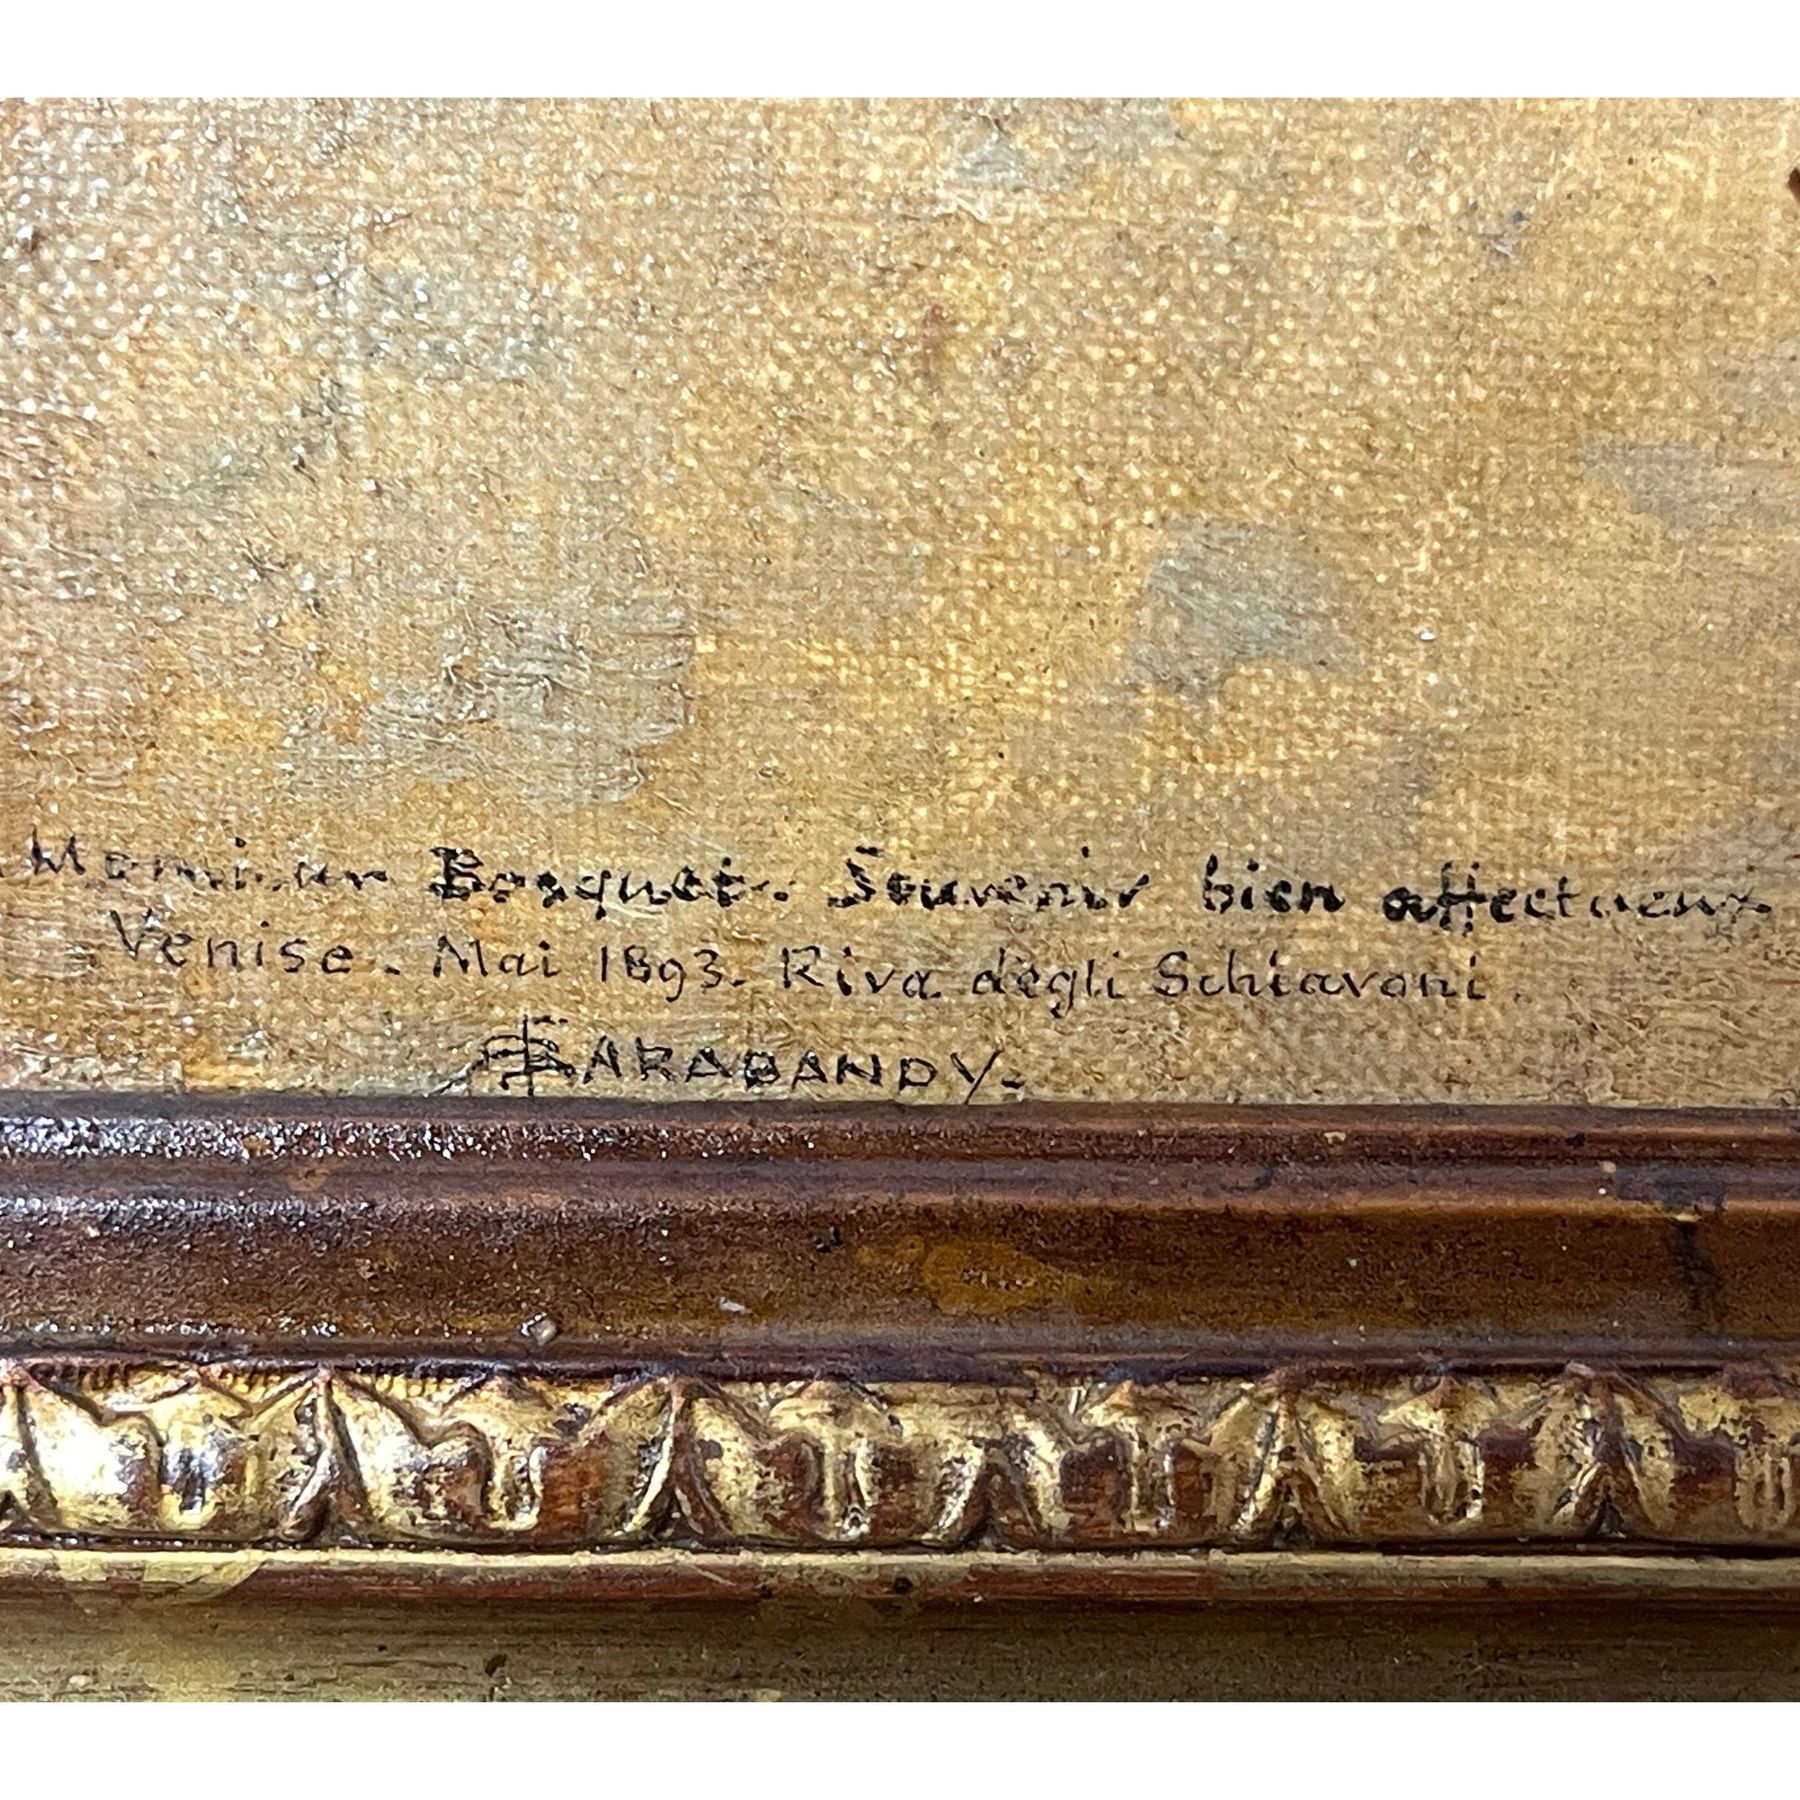 Monsieur Bosquet. Souvenir bien affectueux.
Venise. Mai 1893. Riva degli Schiavoni.
SARABANDY.